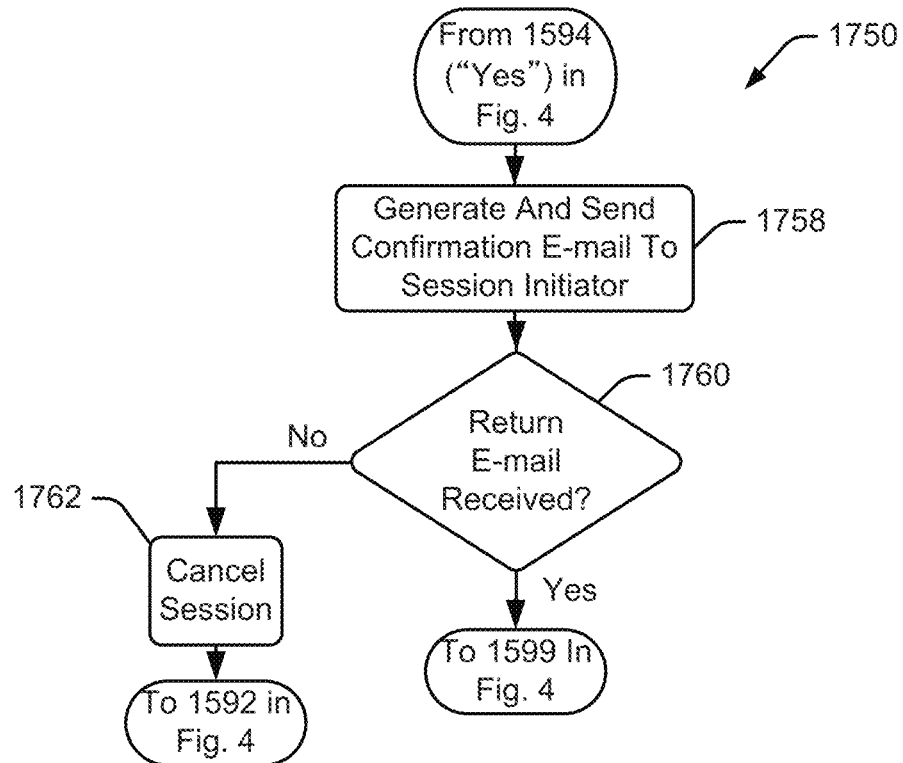 From 1594
("Yes") in
Fig. 4
1750
Generate And Send
Confirmation E-mail To
Session Initiator
1758
1760
Return
E-mail
Received?
No
1762
Cancel
Session
Yes
To 1599 In
Fig. 4
To 1592 in
Fig. 4